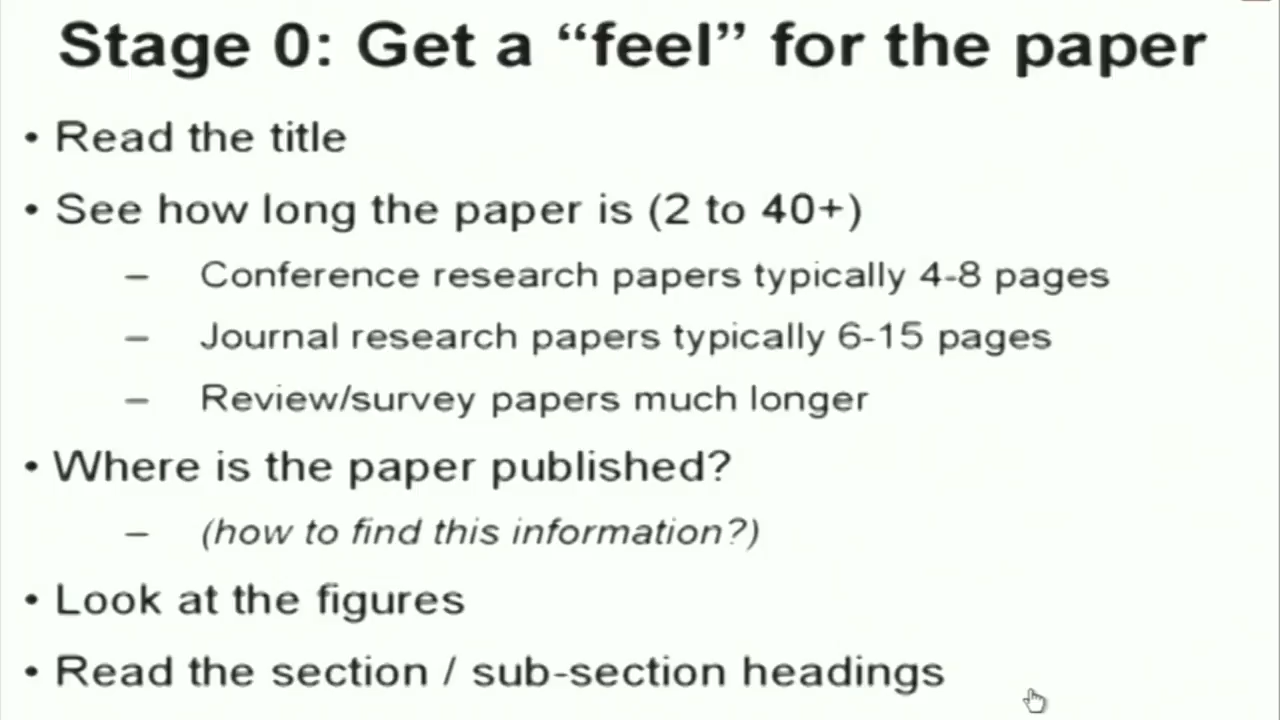 Stage 0: Get a “feel” for the paper
• Read the title
• See how long the paper is (2 to 40+)
– Conference research papers typically 4-8 pages
– Journal research papers typically 6-15 pages
– Review/survey papers much longer
• Where is the paper published?
– (how to find this information?)
• Look at the figures
• Read the section / sub-section headings